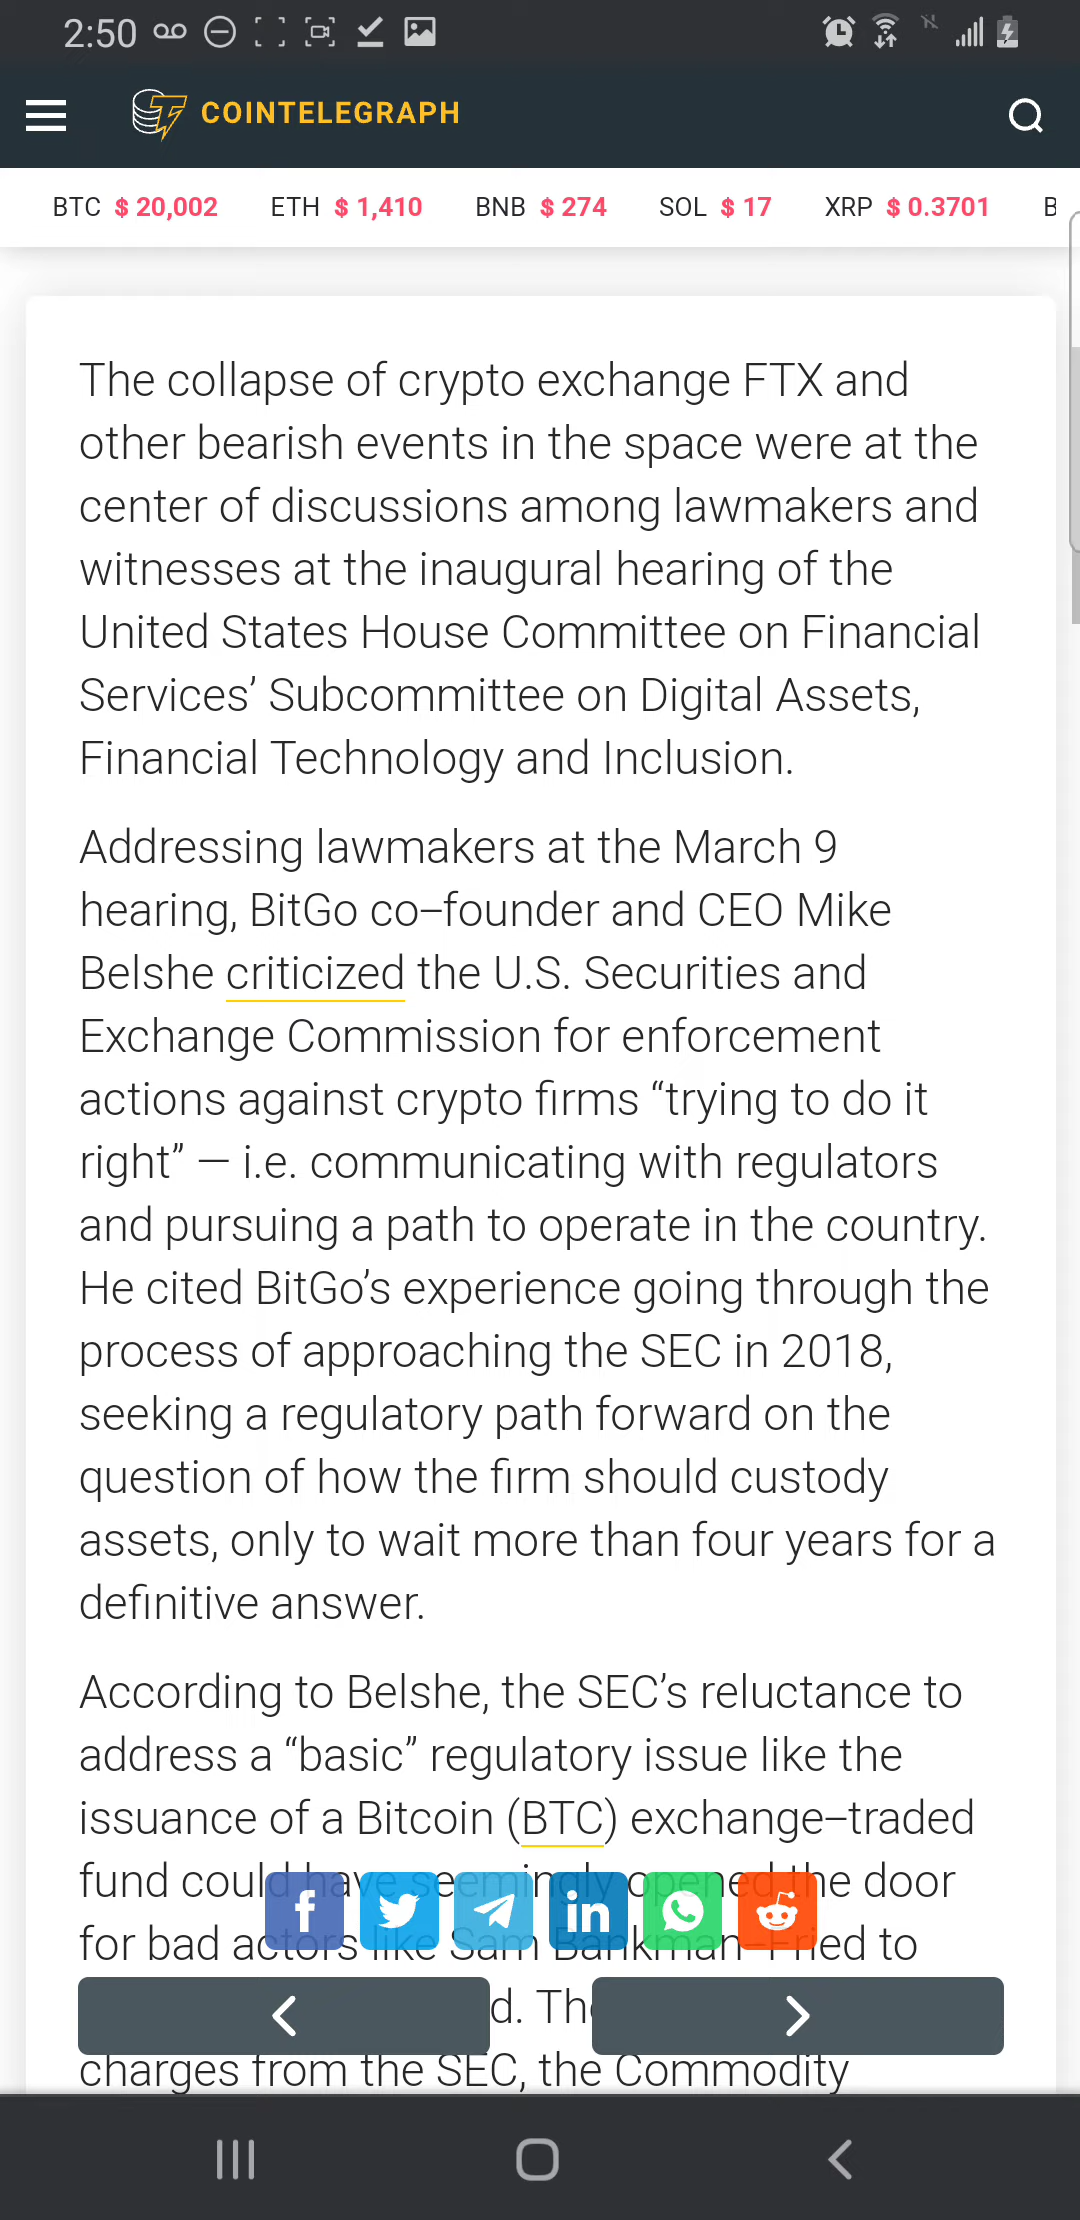 2:50
COINTELEGRAPH
BTC $ 20,002 ETH $ 1,410 BNB $ 274 SOL $ 17 XRP $ 0.3701 B
The collapse of crypto exchange FTX and
other bearish events in the space were at the
center of discussions among lawmakers and
witnesses at the inaugural hearing of the
United States House Committee on Financial
Services’ Subcommittee on Digital Assets,
Financial Technology and Inclusion.
Addressing lawmakers at the March 9
hearing, BitGo co-founder and CEO Mike
Belshe criticized the U.S. Securities and
Exchange Commission for enforcement
actions against crypto firms “trying to do it
right” — i.e. communicating with regulators
and pursuing a path to operate in the country.
He cited BitGo’s experience going through the
process of approaching the SEC in 2018,
seeking a regulatory path forward on the
question of how the firm should custody
assets, only to wait more than four years for a
definitive answer.
According to Belshe, the SEC’s reluctance to
address a “basic” regulatory issue like the
issuance of a Bitcoin (BTC) exchange-traded
fund could have seemingly opened the door
for bad actors like Sam Bankman-Fried to
d. Th
charges from the SEC, the Commodity